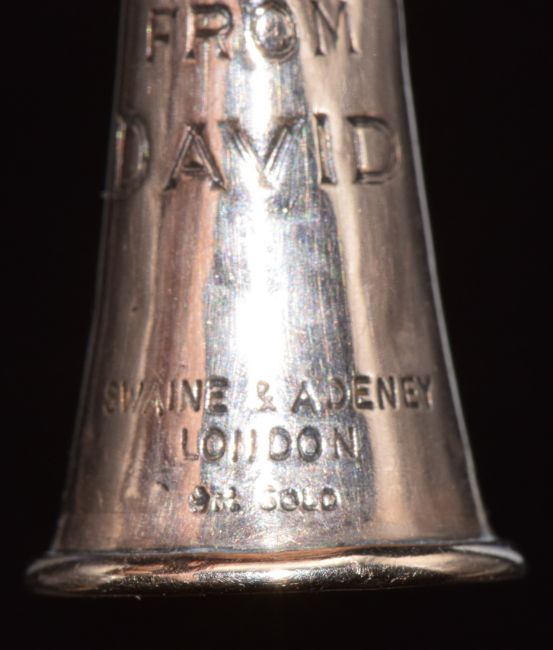 FROM
DAVID
SWAINE & ADENEY
LONDON
9CT GOLD